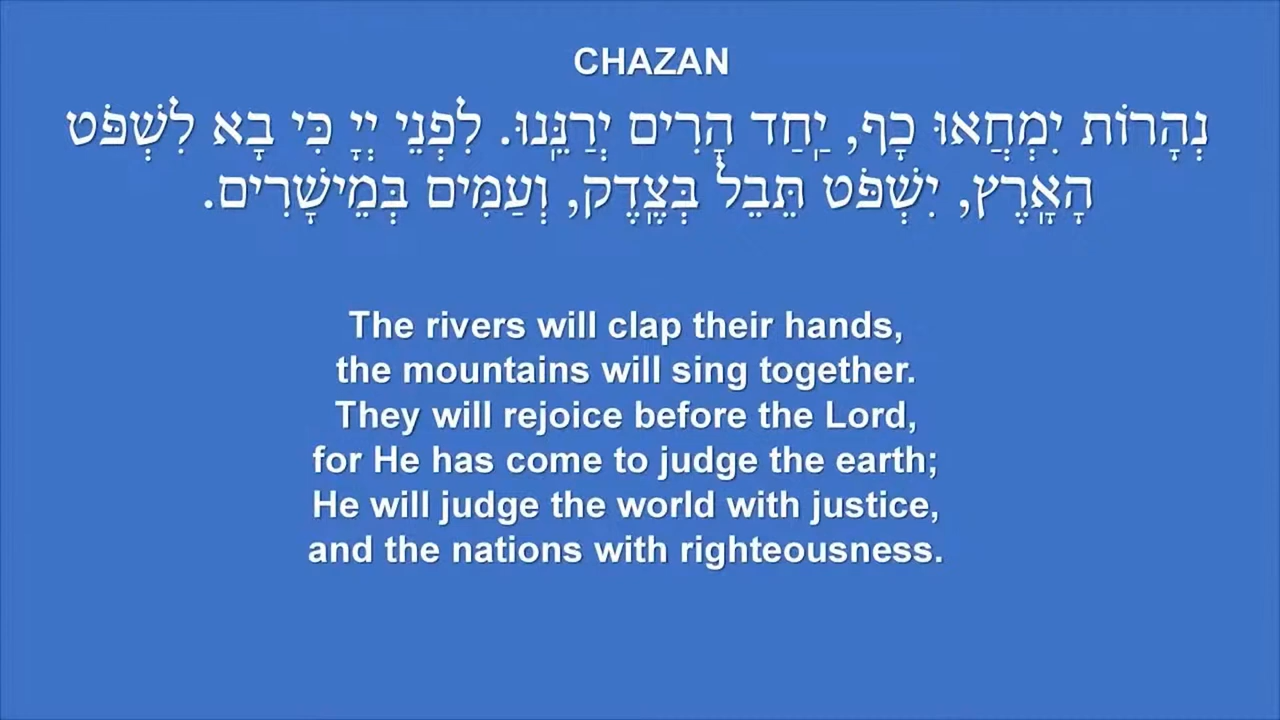 CHAZAN
נְהָרוֹת יִמְחֲאוּ כָף, יַֽחַד הָרִים יְרַנֵּֽנוּ. לִפְנֵי יְיָ כִּי בָא לִשְׁפֹּט
הָאָֽרֶץ, יִשְׁפֹּט תֵּבֵל בְּצֶֽדֶק, וְעַמִּים בְּמֵישָׁרִים.
The rivers will clap their hands,
the mountains will sing together.
They will rejoice before the Lord,
for He has come to judge the earth;
He will judge the world with justice,
and the nations with righteousness.